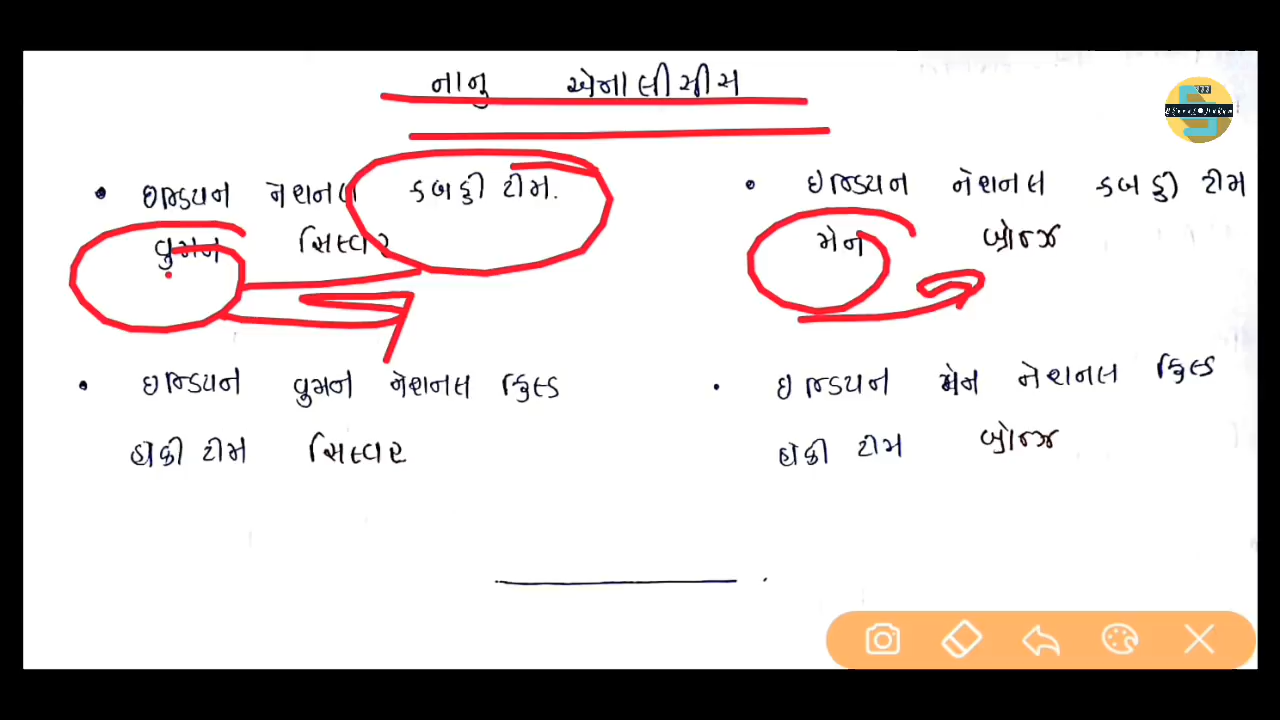 નાનુ એનાલીસીસ
• ઇન્ડિયન નેશનલ કબડ્ડી ટીમ.
વુમન સિલ્વર
• ઇન્ડિયન નેશનલ કબડ્ડી ટીમ
મેન બ્રોન્ઝ
• ઇન્ડિયન વુમન નેશનલ ફિલ્ડ
હોકી ટીમ સિલ્વર
• ઇન્ડિયન મેન નેશનલ ફિલ્ડ
હોકી ટીમ બ્રોન્ઝ